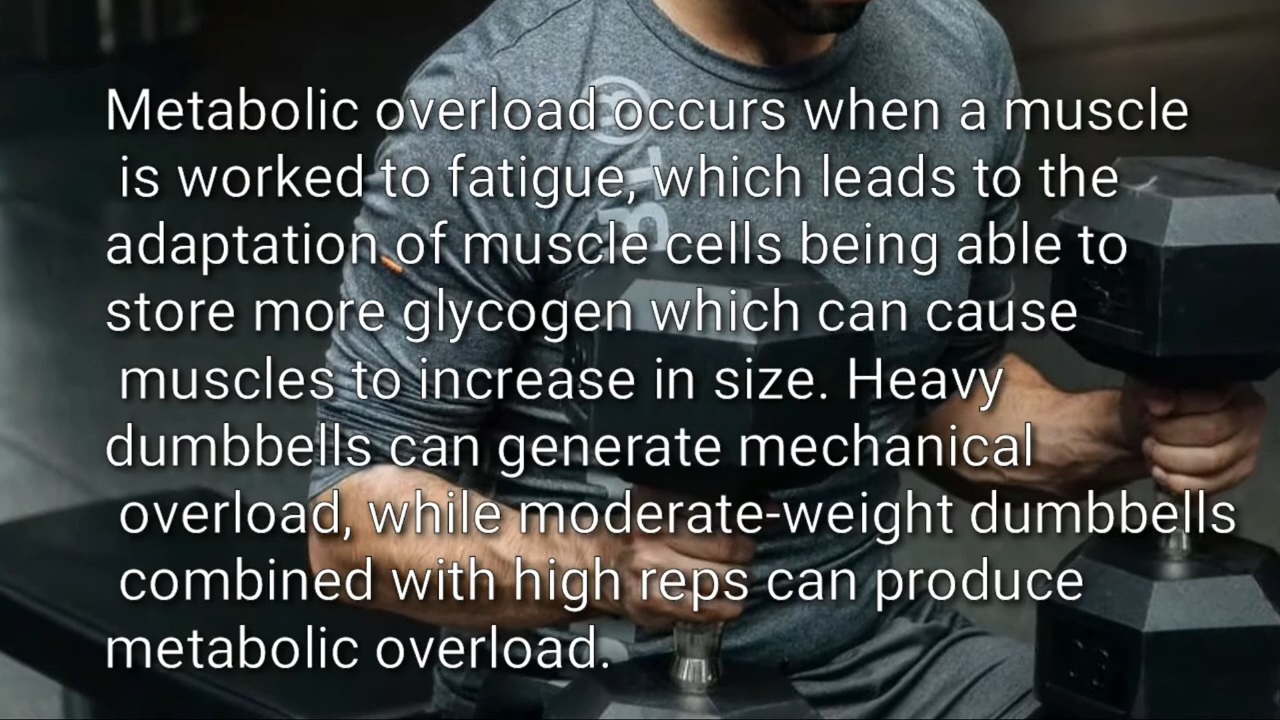 Metabolic overload occurs when a muscle
is worked to fatigue, which leads to the
adaptation of muscle cells being able to
store more glycogen which can cause
muscles to increase in size. Heavy
dumbbells can generate mechanical
overload, while moderate-weight dumbbells
combined with high reps can produce
metabolic overload.